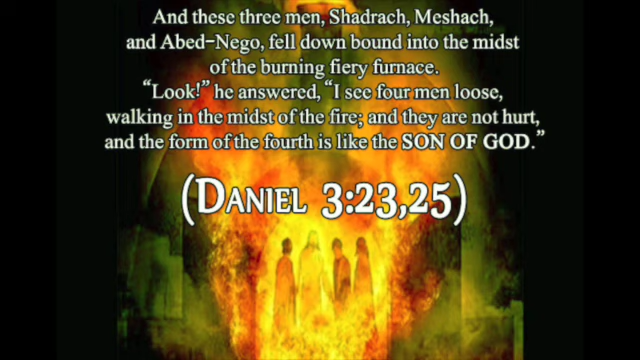 And these three men, Shadrach, Meshach,
and Abed-Nego, fell down bound into the midst
of the burning fiery furnace.
“Look!” he answered, “I see four men loose,
walking in the midst of the fire; and they are not hurt,
and the form of the fourth is like the SON OF GOD.”
(DANIEL 3:23,25)